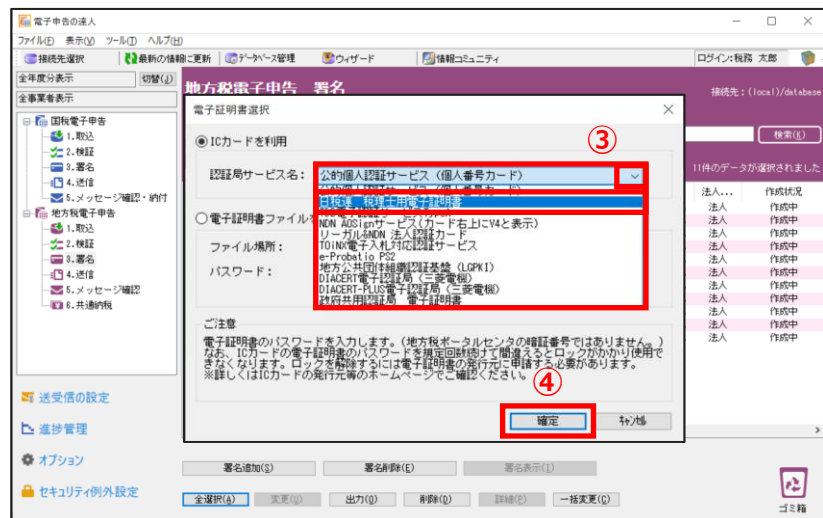 電子申告の達人
ファイル(F) 表示(V) ツール(T) ヘルプ(H)
接続先選択 最新の情報に更新 データベース管理 ウィザード 情報コミュニティ ログイン:税務 太郎
全年度分表示 切替(J)
全事業者表示
地方税電子申告 署名
接続先:(local)/database
国税電子申告
1.取込
2.検証
3.署名
4.送信
5.メッセージ確認・納付
地方税電子申告
1.取込
2.検証
3.署名
4.送信
5.メッセージ確認
6.共通納税
送受信の設定
進捗管理
オプション
セキュリティ例外設定
電子証明書選択
③
ICカードを利用
認証局サービス名: 公的個人認証サービス (個人番号カード)
公的個人認証サービス (個人番号カード)
日税連 税理士用電子証明書
電子証明書ファイルを
NDN AOSignサービス(カード右上にV4と表示)
リーガル&NDN 法人認証カード
TOiNX電子入札対応認証サービス
e-Probatio PS2
地方公共団体組織認証基盤 (LGPKI)
DIACERT電子認証局 (三菱電機)
DIACERT-PLUS電子認証局 (三菱電機)
政府共用認証局 電子証明書
ファイル場所:
パスワード:
ご注意
電子証明書のパスワードを入力します。(地方税ポータルセンタの暗証番号ではありません。)
なお、ICカードの電子証明書のパスワードを規定回数続けて間違えるとロックがかかり使用で
きなくなります。ロックを解除するには電子証明書の発行元に申請する必要があります。
※詳しくはICカードの発行元等のホームページでご確認ください。
④
確定 キャンセル
検索(K)
11件のデータが選択されました
法人... 作成状況
法人 作成中
法人 作成中
法人 作成中
法人 作成中
法人 作成中
法人 作成中
法人 作成中
法人 作成中
法人 作成中
法人 作成中
法人 作成中
署名追加(S) 署名削除(E) 署名表示(I)
全選択(A) 変更(U) 出力(O) 削除(D) 詳細(P) 一括変更(C)
ゴミ箱